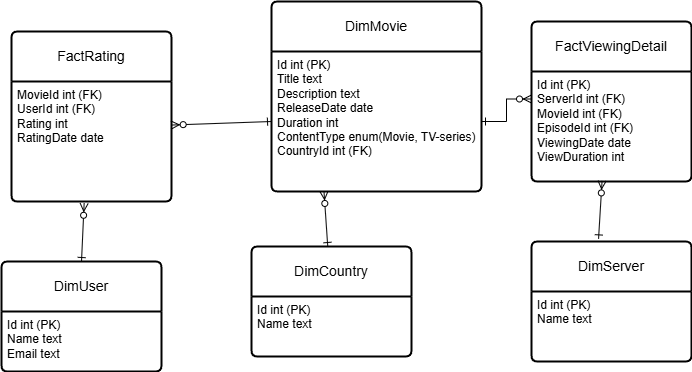 FactRating
MovieId int (FK)
UserId int (FK)
Rating int
RatingDate date
DimMovie
Id int (PK)
Title text
Description text
ReleaseDate date
Duration int
ContentType enum(Movie, TV-series)
CountryId int (FK)
FactViewingDetail
Id int (PK)
ServerId int (FK)
MovieId int (FK)
EpisodeId int (FK)
ViewingDate date
ViewDuration int
DimUser
Id int (PK)
Name text
Email text
DimCountry
Id int (PK)
Name text
DimServer
Id int (PK)
Name text